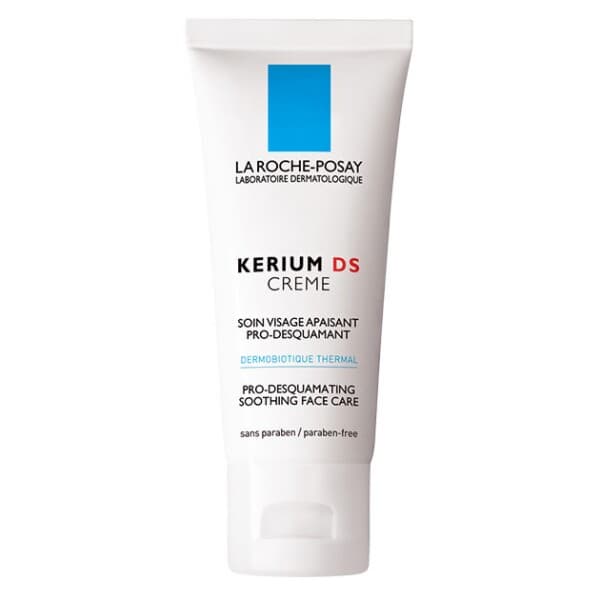 LA ROCHE-POSAY
LABORATOIRE DERMATOLOGIQUE
KERIUM DS
CREME
SOIN VISAGE APAISANT
PRO-DESQUAMANT
DERMOBIOTIQUE THERMAL
PRO-DESQUAMATING
SOOTHING FACE CARE
sans paraben / paraben-free